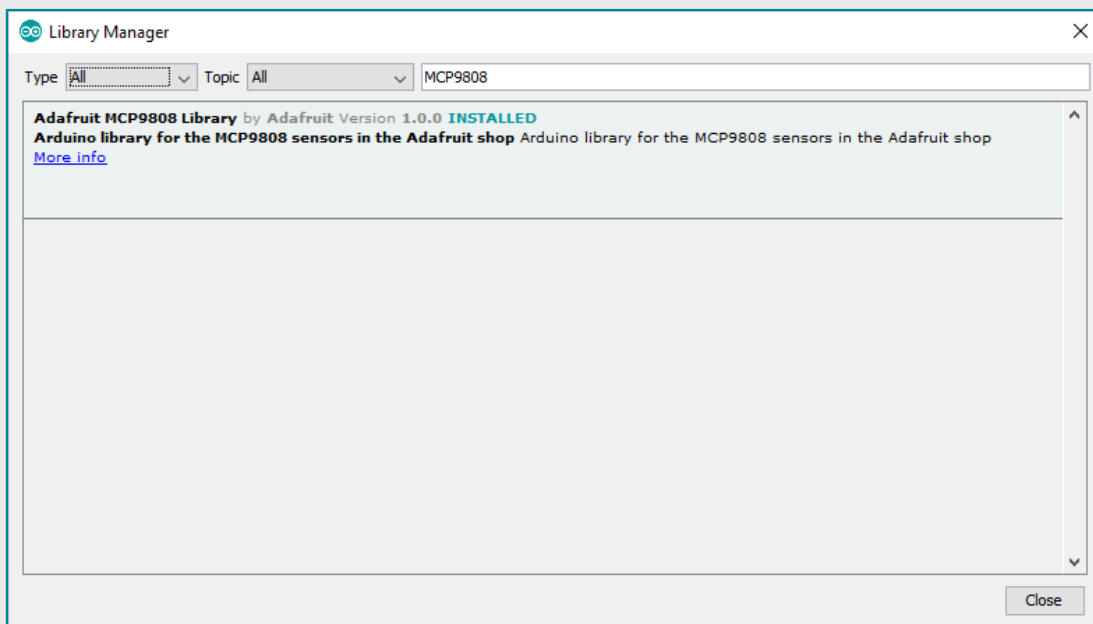 Library Manager
Type All Topic All MCP9808
Adafruit MCP9808 Library by Adafruit Version 1.0.0 INSTALLED
Arduino library for the MCP9808 sensors in the Adafruit shop Arduino library for the MCP9808 sensors in the Adafruit shop
More info
Close